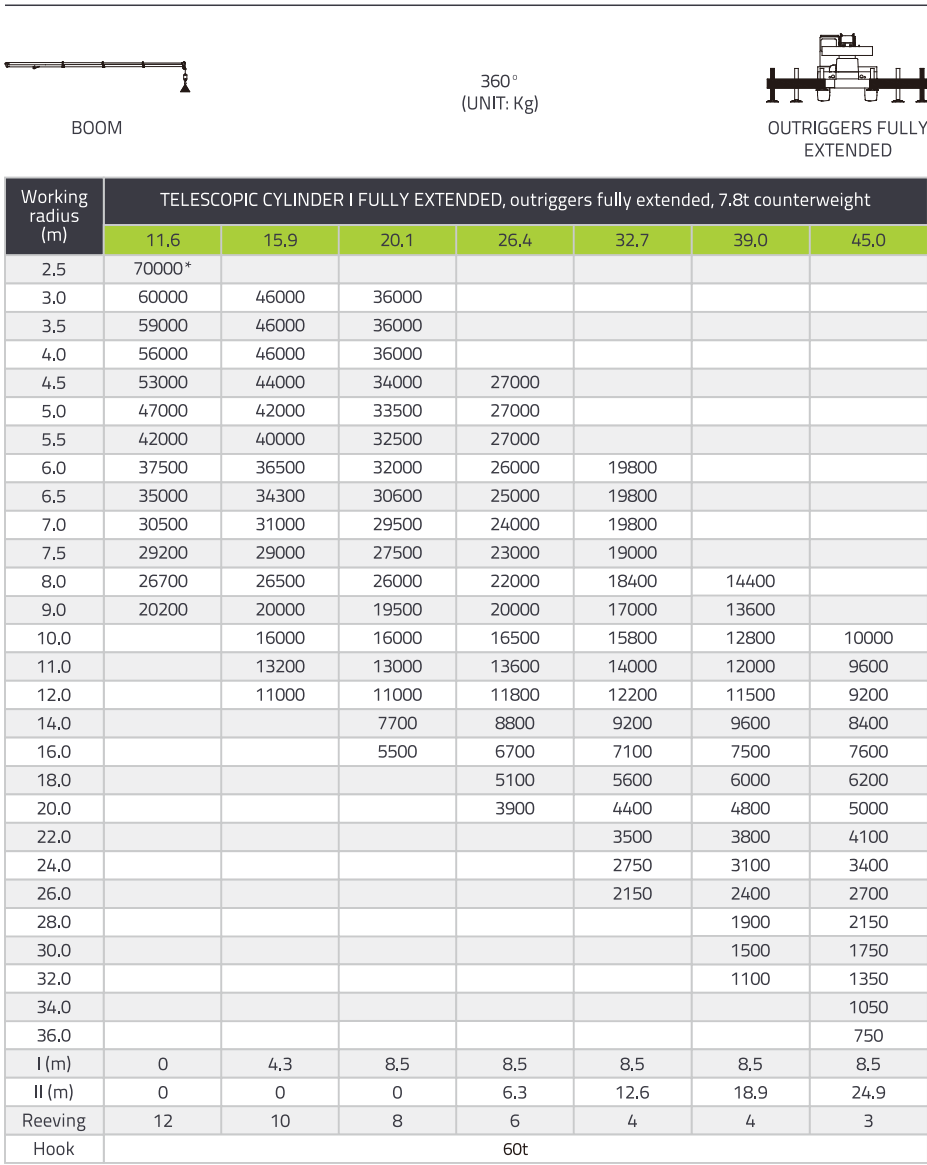 360°
(UNIT: Kg)
BOOM
OUTRIGGERS FULLY
EXTENDED
Working radius (m) TELESCOPIC CYLINDER I FULLY EXTENDED, outriggers fully extended, 7.8t counterweight
11.6 15.9 20.1 26.4 32.7 39.0 45.0
2.5 70000*
3.0 60000 46000 36000
3.5 59000 46000 36000
4.0 56000 46000 36000
4.5 53000 44000 34000 27000
5.0 47000 42000 33500 27000
5.5 42000 40000 32500 27000
6.0 37500 36500 32000 26000 19800
6.5 35000 34300 30600 25000 19800
7.0 30500 31000 29500 24000 19800
7.5 29200 29000 27500 23000 19000
8.0 26700 26500 26000 22000 18400 14400
9.0 20200 20000 19500 20000 17000 13600
10.0 16000 16000 16500 15800 12800 10000
11.0 13200 13000 13600 14000 12000 9600
12.0 11000 11000 11800 12200 11500 9200
14.0 7700 8800 9200 9600 8400
16.0 5500 6700 7100 7500 7600
18.0 5100 5600 6000 6200
20.0 3900 4400 4800 5000
22.0 3500 3800 4100
24.0 2750 3100 3400
26.0 2150 2400 2700
28.0 1900 2150
30.0 1500 1750
32.0 1100 1350
34.0 1050
36.0 750
I (m) 0 4.3 8.5 8.5 8.5 8.5 8.5
II (m) 0 0 0 6.3 12.6 18.9 24.9
Reeving 12 10 8 6 4 4 3
Hook 60t